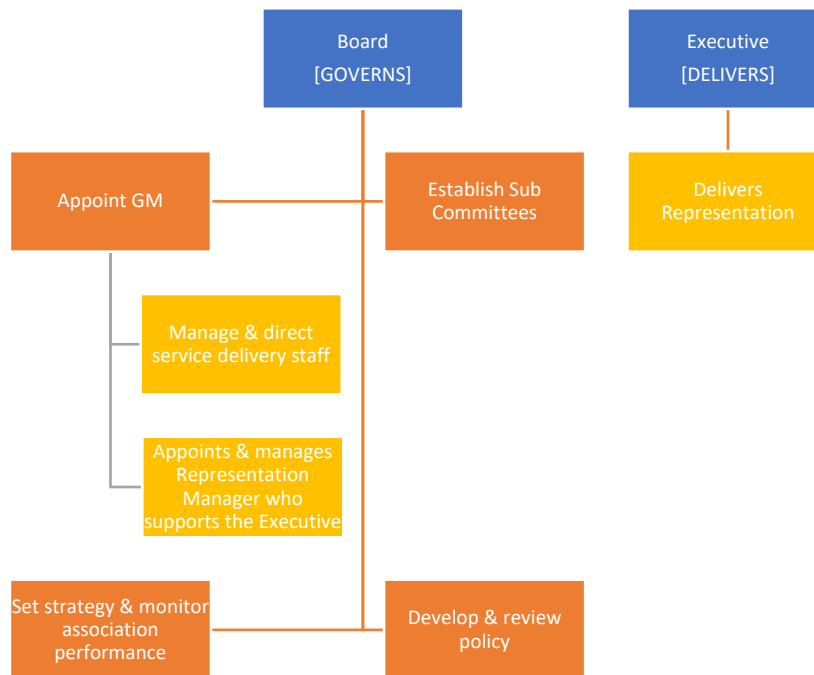 Board
[GOVERNS]
Executive
[DELIVERS]
Appoint GM
Establish Sub
Committees
Delivers
Representation
Manage & direct
service delivery staff
Appoints & manages
Representation
Manager who
supports the Executive
Set strategy & monitor
association
performance
Develop & review
policy